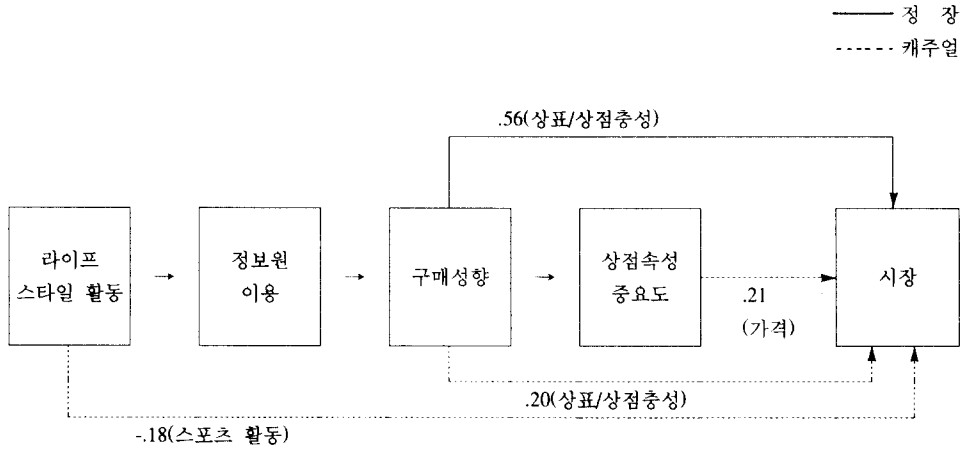 정 장
캐주얼
.56(상표/상점충성)
라이프
스타일 활동
정보원
이용
구매성향
상점속성
중요도
시장
.21
(가격)
.20(상표/상점충성)
-.18(스포츠 활동)